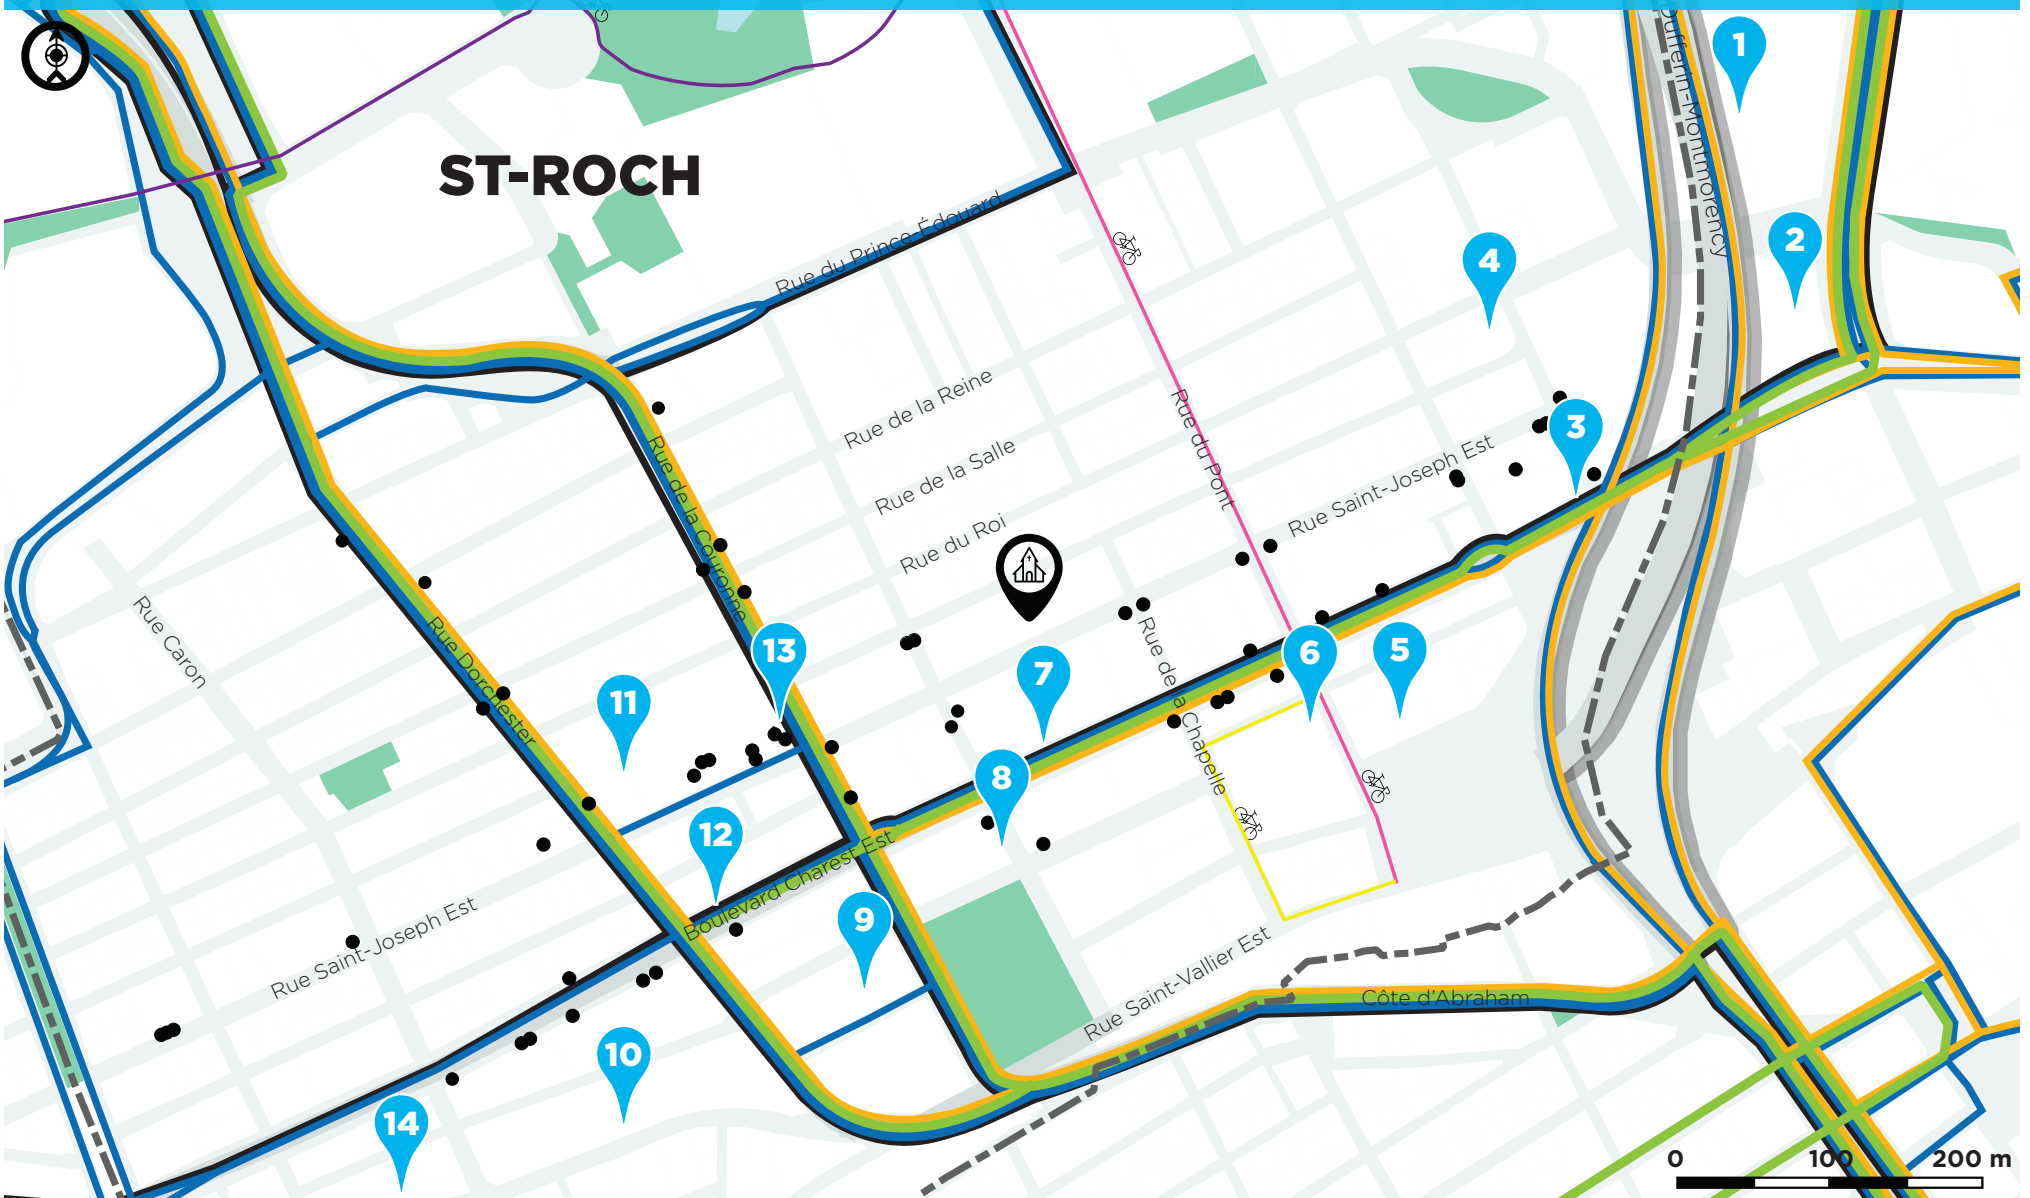 1
Dufferin-Montmorency
ST-ROCH
Rue du Prince-Édouard
2
4
Rue de la Reine
Rue du Pont
3
Rue de la Salle
Rue Saint-Joseph Est
Rue de la Couronne
Rue du Roi
Rue Caron
Rue Dorchester
13
7
6
5
Rue de la Chapelle
11
8
12
Boulevard Charest Est
9
Rue Saint-Joseph Est
Rue Saint-Vallier Est
Côte d'Abraham
10
14
0 100 200 m